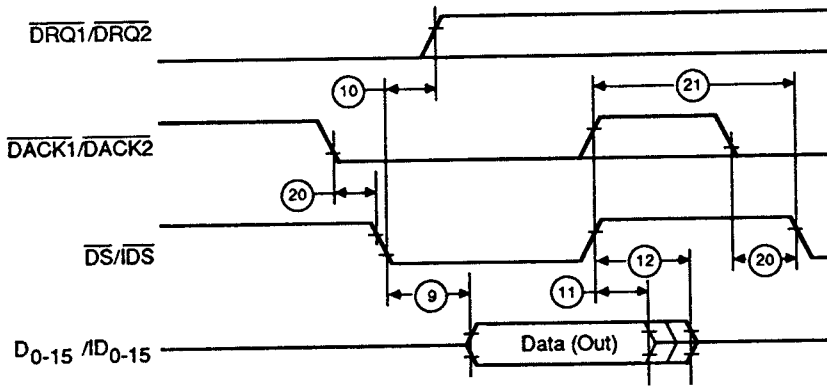 DRQ1/DRQ2
10
21
DACK1/DACK2
20
DS/IDS
12
20
9
11
D0-15 /ID0-15
Data (Out)